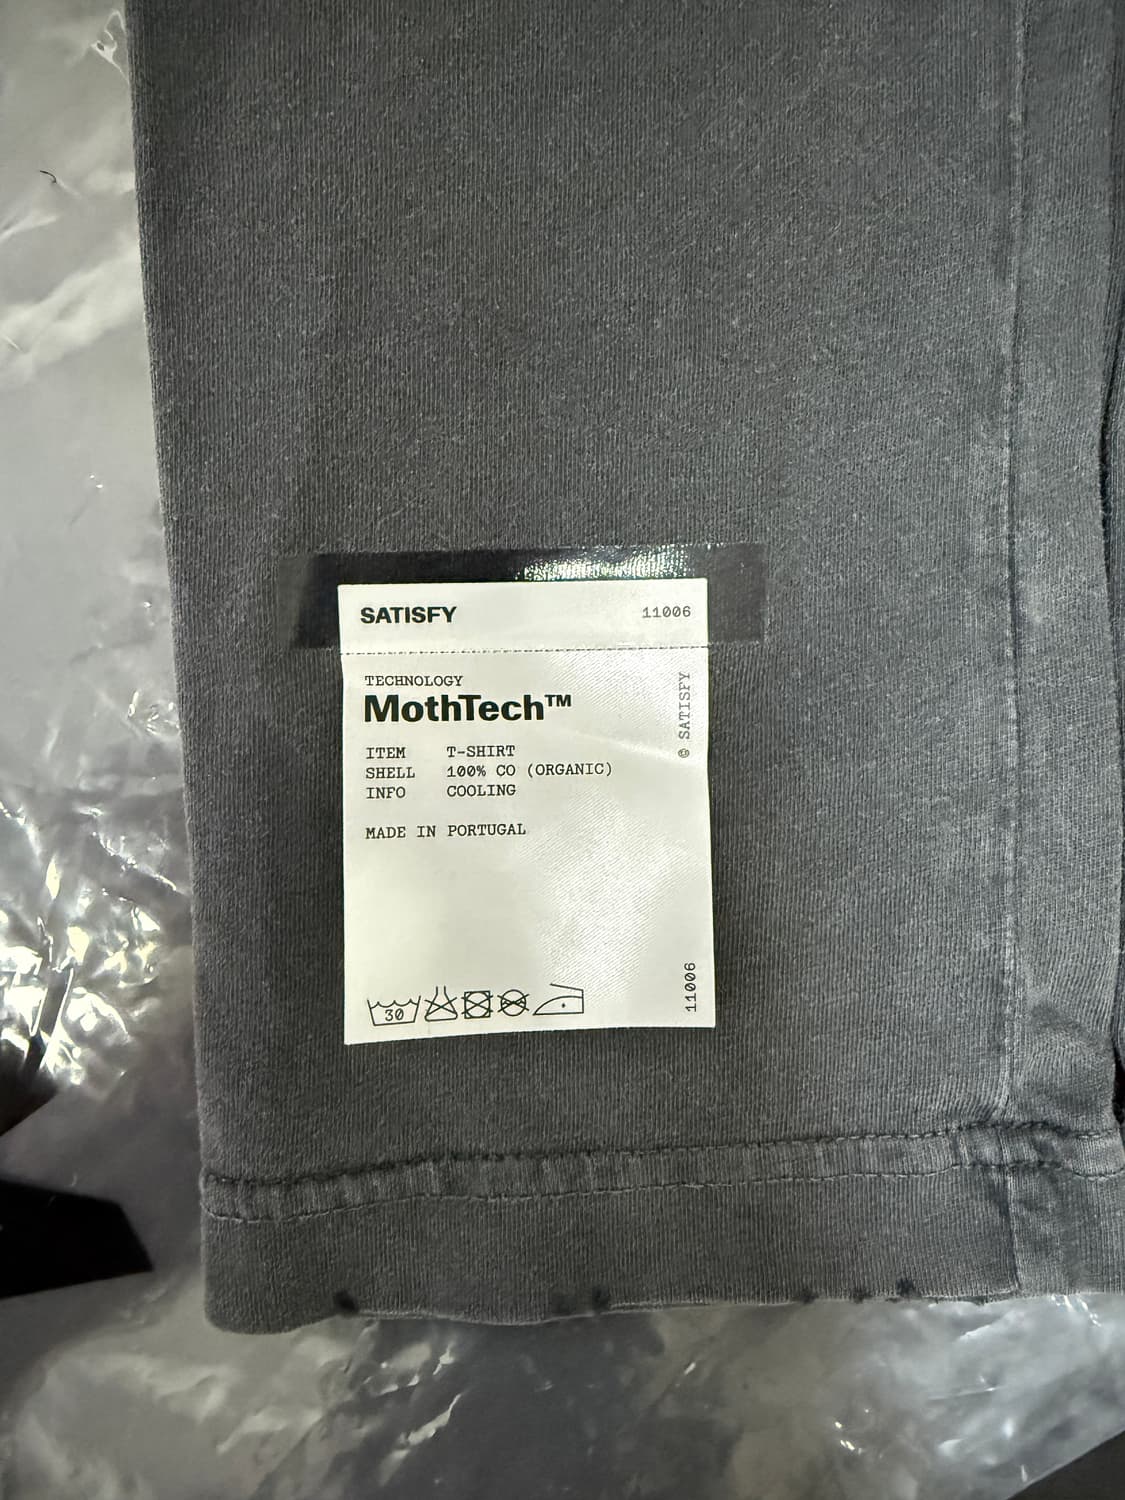 SATISFY 11006
TECHNOLOGY
MothTech™
ITEM T-SHIRT
SHELL 100% CO (ORGANIC)
INFO COOLING
MADE IN PORTUGAL
© SATISFY
30
11006